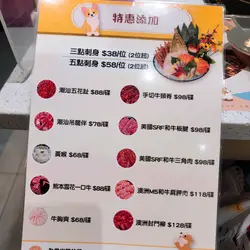 特惠添加
三點刺身 $38/位 (2位起)
五點刺身 $58/位 (2位起)
潮汕五花趾 $88/碟
手切牛頸脊 $98/碟
潮汕吊龍伴 $78/碟
美國SRF和牛板腱 $98/碟
黃喉 $68/碟
美國SRF和牛三角肉 $98/碟
熊本雪花一口牛 $88/碟
澳洲M5和牛肩胛肉 $118/碟
牛胸爽 $68/碟
澳洲封門柳 $128/碟